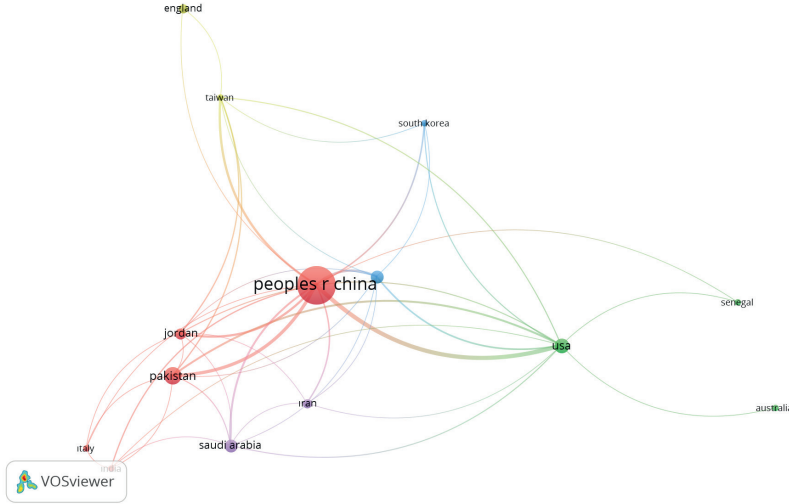 england
taiwan
south korea
peoples r china
senegal
jordan
usa
pakistan
iran
australia
saudi arabia
italy
india
VOSviewer